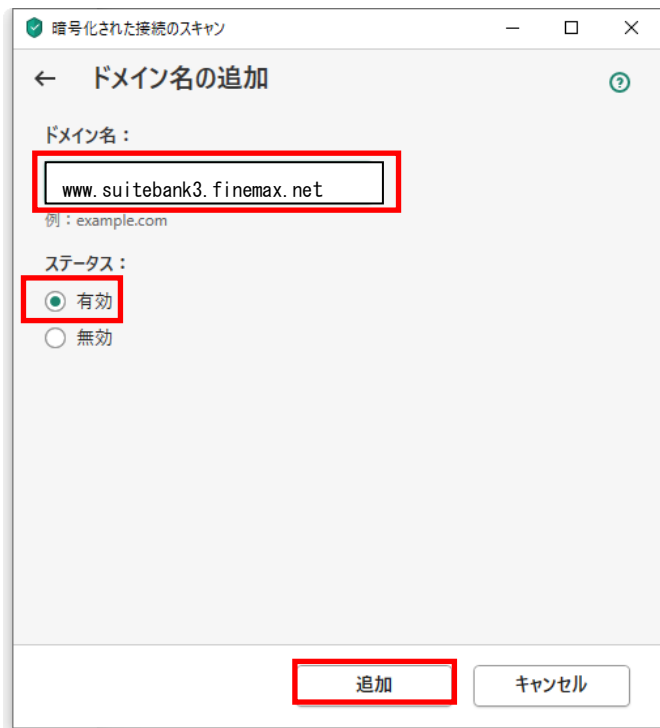 暗号化された接続のスキャン
ドメイン名の追加
ドメイン名：
www.suitebank3.finemax.net
例：example.com
ステータス：
有効
無効
追加
キャンセル